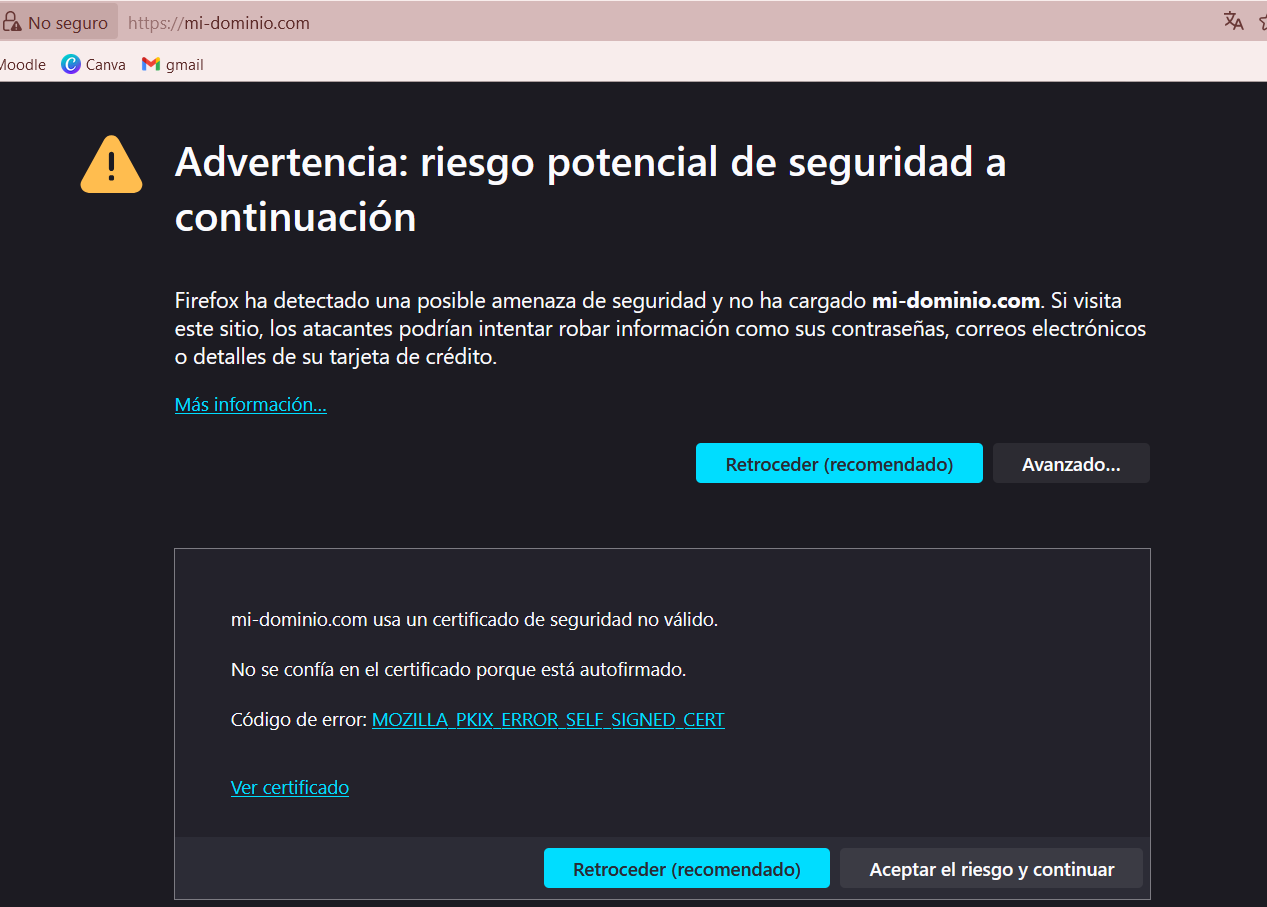 No seguro https://mi-dominio.com
Moodle Canva gmail
Advertencia: riesgo potencial de seguridad a
continuación
Firefox ha detectado una posible amenaza de seguridad y no ha cargado mi-dominio.com. Si visita
este sitio, los atacantes podrían intentar robar información como sus contraseñas, correos electrónicos
o detalles de su tarjeta de crédito.
Más información...
Retroceder (recomendado) Avanzado...
mi-dominio.com usa un certificado de seguridad no válido.
No se confía en el certificado porque está autofirmado.
Código de error: MOZILLA_PKIX_ERROR_SELF_SIGNED_CERT
Ver certificado
Retroceder (recomendado) Aceptar el riesgo y continuar